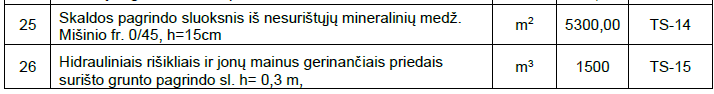 25 Skaldos pagrindo sluoksnis iš nesurištųjų mineralinių medž. m² 5300,00 TS-14
Mišinio fr. 0/45, h=15cm
26 Hidrauliniais rišikliais ir jonų mainus gerinančiais priedais m³ 1500 TS-15
surišto grunto pagrindo sl. h= 0,3 m,